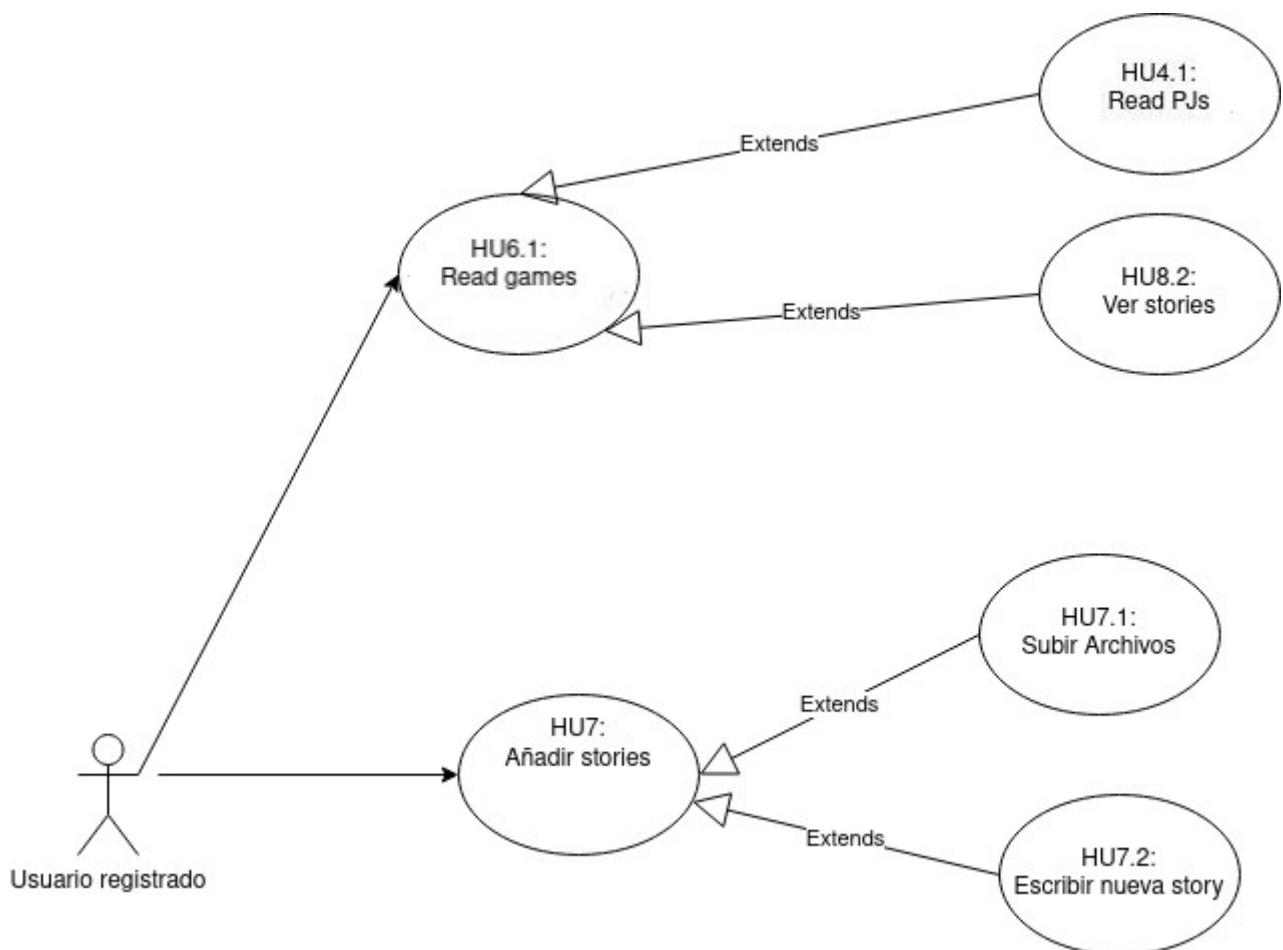 HU4.1:
Read PJs
Extends
HU6.1:
Read games
HU8.2:
Ver stories
Extends
HU7.1:
Subir Archivos
Extends
HU7:
Añadir stories
Extends
HU7.2:
Escribir nueva story
Usuario registrado